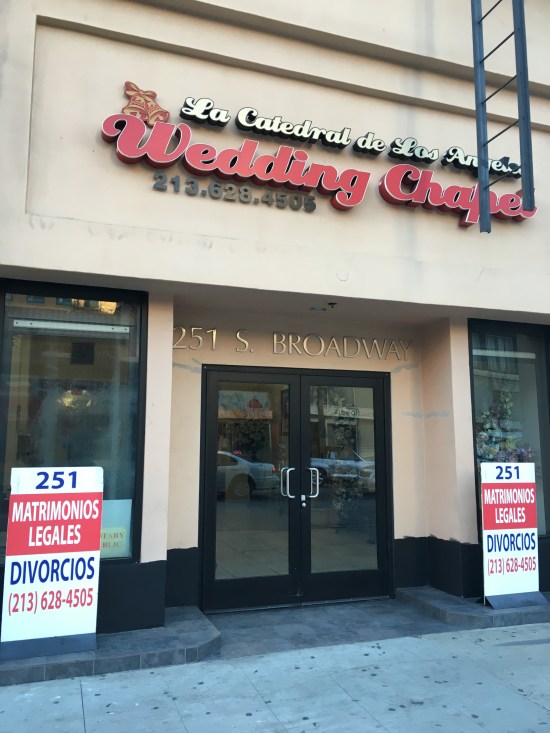 La Catedral de Los Angeles
Wedding Chapel
213.628.4505
251 S. BROADWAY
251
MATRIMONIOS
LEGALES
DIVORCIOS
(213) 628-4505
251
MATRIMONIOS
LEGALES
DIVORCIOS
(213) 628-4505